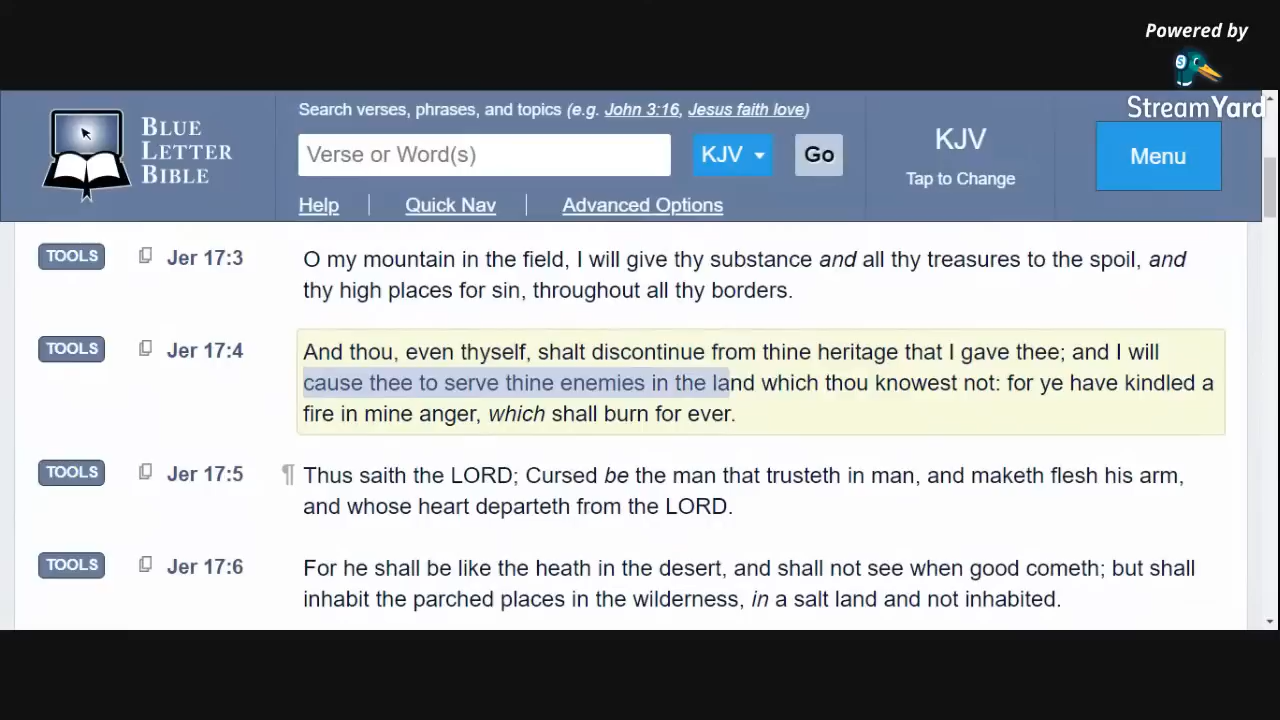 Powered by
StreamYard
BLUE
LETTER
BIBLE
Search verses, phrases, and topics (e.g. John 3:16, Jesus faith love)
Verse or Word(s)
KJV
Go
Help
Quick Nav
Advanced Options
KJV
Tap to Change
Menu
TOOLS Jer 17:3 O my mountain in the field, I will give thy substance and all thy treasures to the spoil, and
thy high places for sin, throughout all thy borders.
TOOLS Jer 17:4 And thou, even thyself, shalt discontinue from thine heritage that I gave thee; and I will
cause thee to serve thine enemies in the land which thou knowest not: for ye have kindled a
fire in mine anger, which shall burn for ever.
TOOLS Jer 17:5 ¶ Thus saith the LORD; Cursed be the man that trusteth in man, and maketh flesh his arm,
and whose heart departeth from the LORD.
TOOLS Jer 17:6 For he shall be like the heath in the desert, and shall not see when good cometh; but shall
inhabit the parched places in the wilderness, in a salt land and not inhabited.